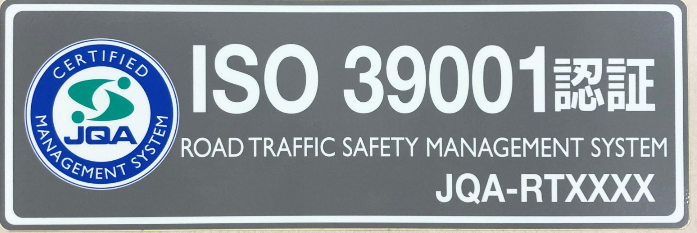 CERTIFIED
JQA
MANAGEMENT SYSTEM
ISO 39001認証
ROAD TRAFFIC SAFETY MANAGEMENT SYSTEM
JQA-RTXXXX